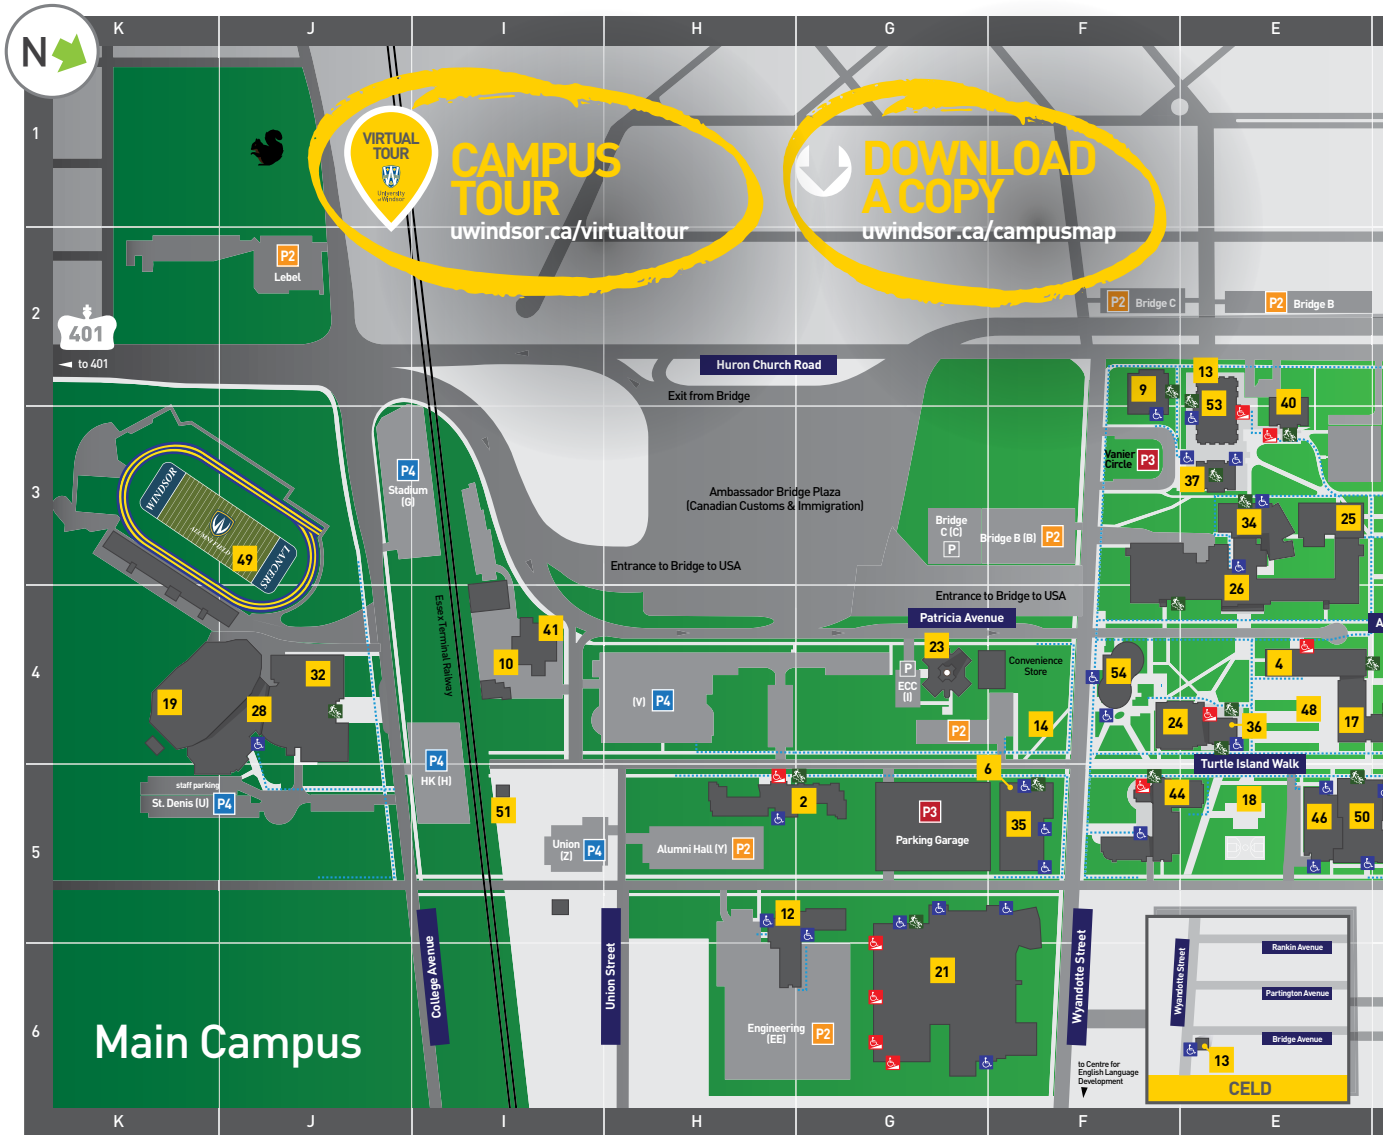 K J I H G F E
N
1
VIRTUAL
TOUR
University
of Windsor
CAMPUS
TOUR
uwindsor.ca/virtualtour
DOWNLOAD
A COPY
uwindsor.ca/campusmap
P2
Lebel
2
401
to 401
P2 Bridge C
P2 Bridge B
Huron Church Road
Exit from Bridge
9
13
53
40
Vanier
Circle
P3
37
3
P4
Stadium
(G)
WINDSOR
ALUMNI FIELD
LANCERS
49
Ambassador Bridge Plaza
(Canadian Customs & Immigration)
Bridge
C (C)
P
Bridge B (B) P2
34
25
26
Entrance to Bridge to USA
Entrance to Bridge to USA
Patricia Avenue
A
Essex Terminal Railway
41
10
23
4
19
32
28
(V) P4
P
ECC
(I)
Convenience
Store
P2
14
54
4
24
36
48
17
P4
HK (H)
Turtle Island Walk
staff parking
St. Denis (U) P4
51
2
6
P3
Parking Garage
35
44
18
46
50
5
Union
(Z)
P4
Alumni Hall (Y) P2
12
21
College Avenue
Union Street
Wyandotte Street
Wyandotte Street
Rankin Avenue
Partington Avenue
Bridge Avenue
13
CELD
6
Main Campus
Engineering
(EE)
P2
to Centre for
English Language
Development
K J I H G F E